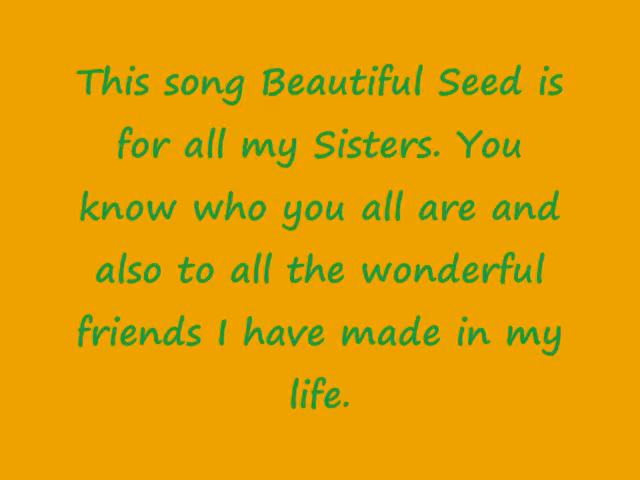 This song Beautiful Seed is
for all my Sisters. You
know who you all are and
also to all the wonderful
friends I have made in my
life.